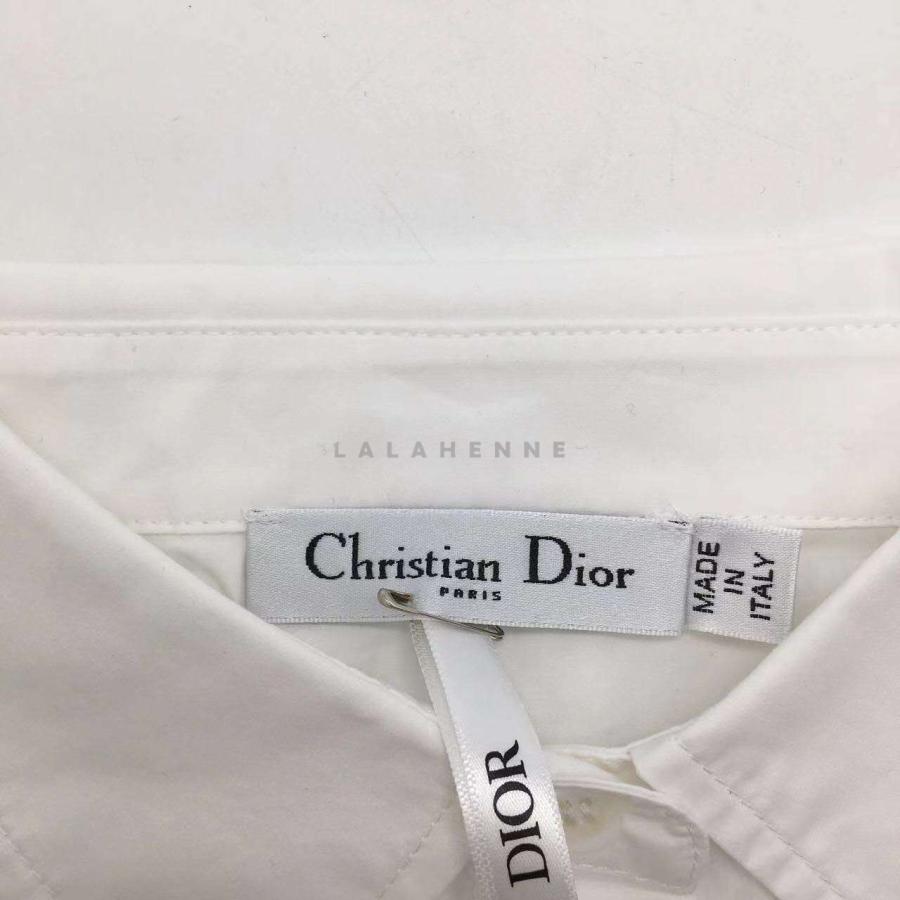 LALAHENNE
Christian Dior
PARIS
MADE
IN
ITALY
DIOR